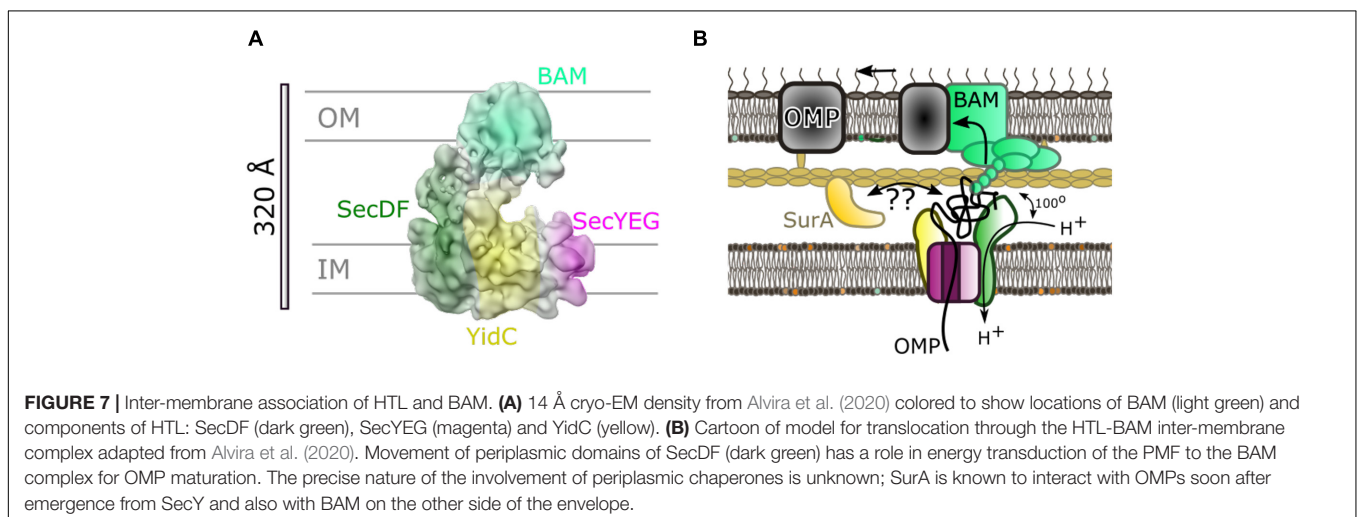 A
B
BAM
OM
320 Å
SecDF
SecYEG
IM
YidC
OMP
BAM
SurA
??
100º
H+
OMP
H+
FIGURE 7 | Inter-membrane association of HTL and BAM. (A) 14 Å cryo-EM density from Alvira et al. (2020) colored to show locations of BAM (light green) and
components of HTL: SecDF (dark green), SecYEG (magenta) and YidC (yellow). (B) Cartoon of model for translocation through the HTL-BAM inter-membrane
complex adapted from Alvira et al. (2020). Movement of periplasmic domains of SecDF (dark green) has a role in energy transduction of the PMF to the BAM
complex for OMP maturation. The precise nature of the involvement of periplasmic chaperones is unknown; SurA is known to interact with OMPs soon after
emergence from SecY and also with BAM on the other side of the envelope.